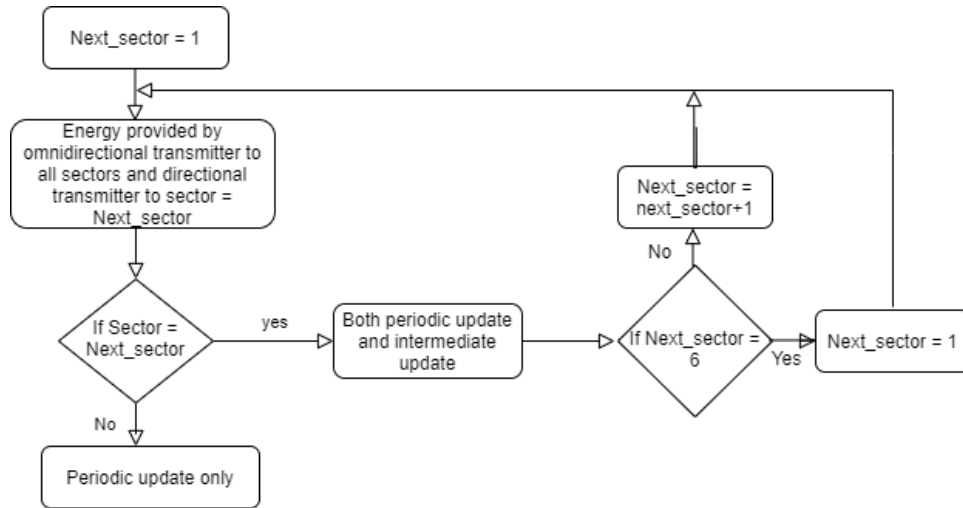 Next_sector = 1
Energy provided by
omnidirectional transmitter to
all sectors and directional
transmitter to sector =
Next_sector
Next_sector =
next_sector+1
No
If Sector =
Next_sector
yes
Both periodic update
and intermediate
update
If Next_sector =
6
Yes
Next_sector = 1
No
Periodic update only